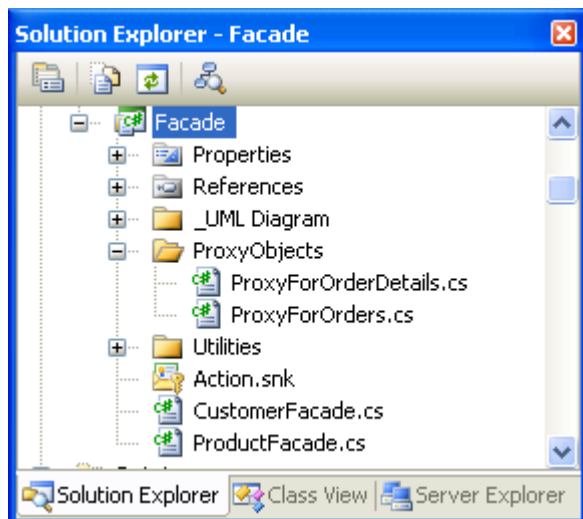 Solution Explorer - Facade
Facade
Properties
References
_UML Diagram
ProxyObjects
ProxyForOrderDetails.cs
ProxyForOrders.cs
Utilities
Action.snk
CustomerFacade.cs
ProductFacade.cs
Solution Explorer Class View Server Explorer